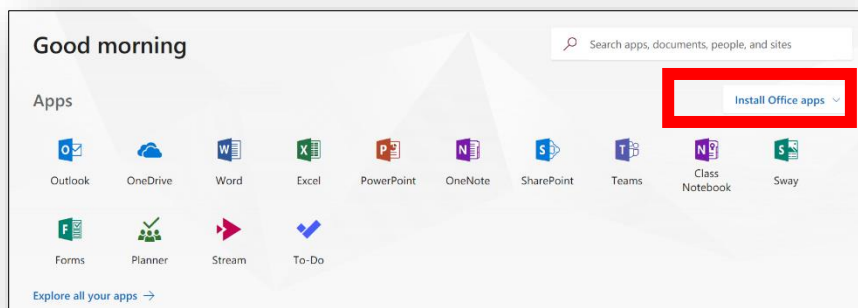 Good morning
Search apps, documents, people, and sites
Apps
Install Office apps
Outlook OneDrive Word Excel PowerPoint OneNote SharePoint Teams Class Notebook Sway
Forms Planner Stream To-Do
Explore all your apps →